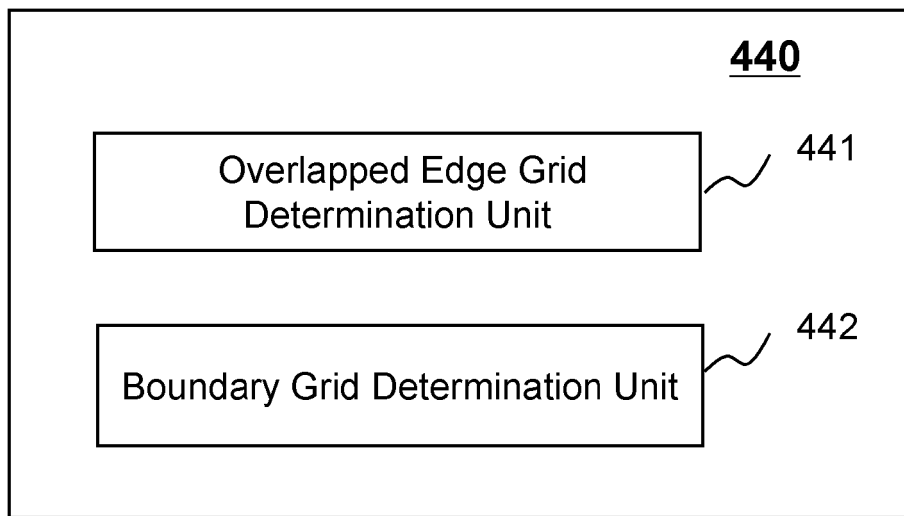 440
Overlapped Edge Grid
Determination Unit
441
Boundary Grid Determination Unit
442